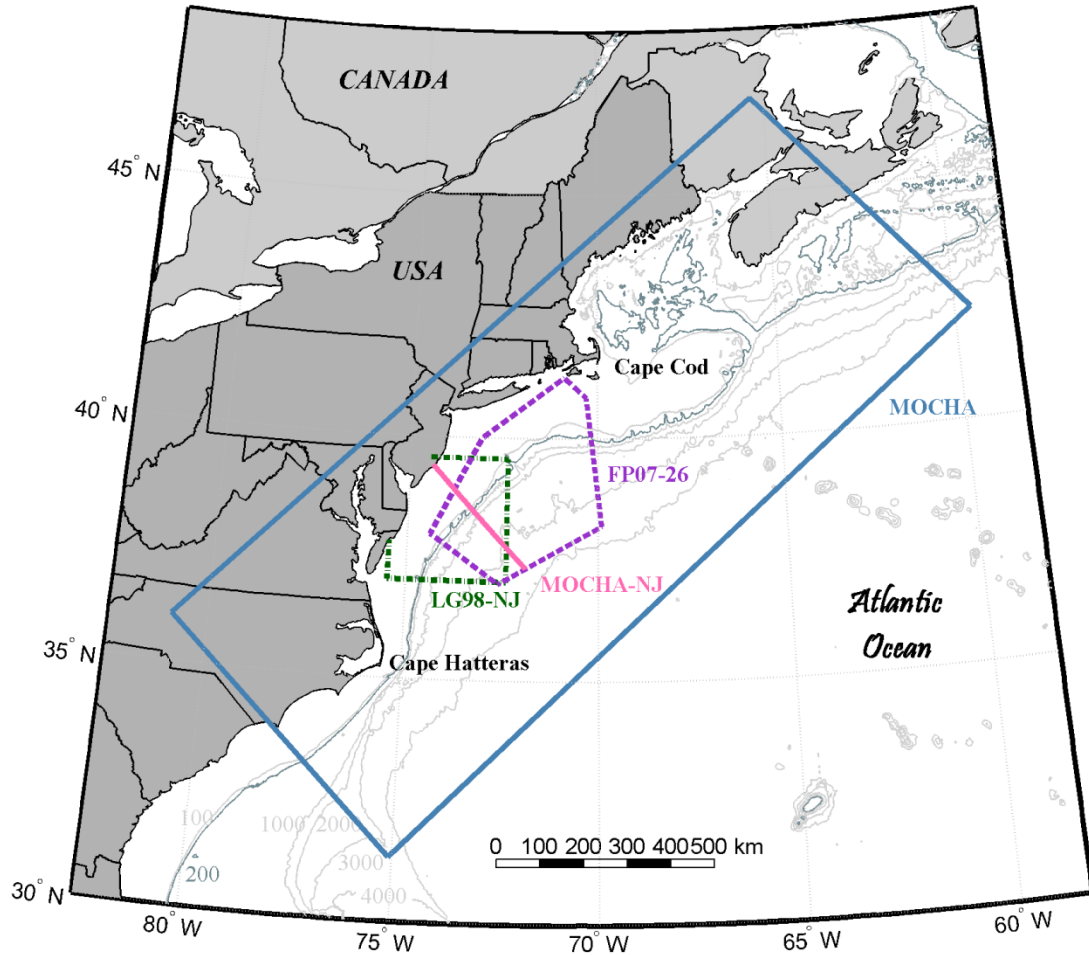 CANADA
45° N
USA
Cape Cod
40° N
MOCHA
FP07-26
MOCHA-NJ
LG98-NJ
Atlantic
Ocean
35° N
Cape Hatteras
100
1000
2000
0 100 200 300 400 500 km
3000
200
4000
30° N
80° W
75° W
70° W
65° W
60° W